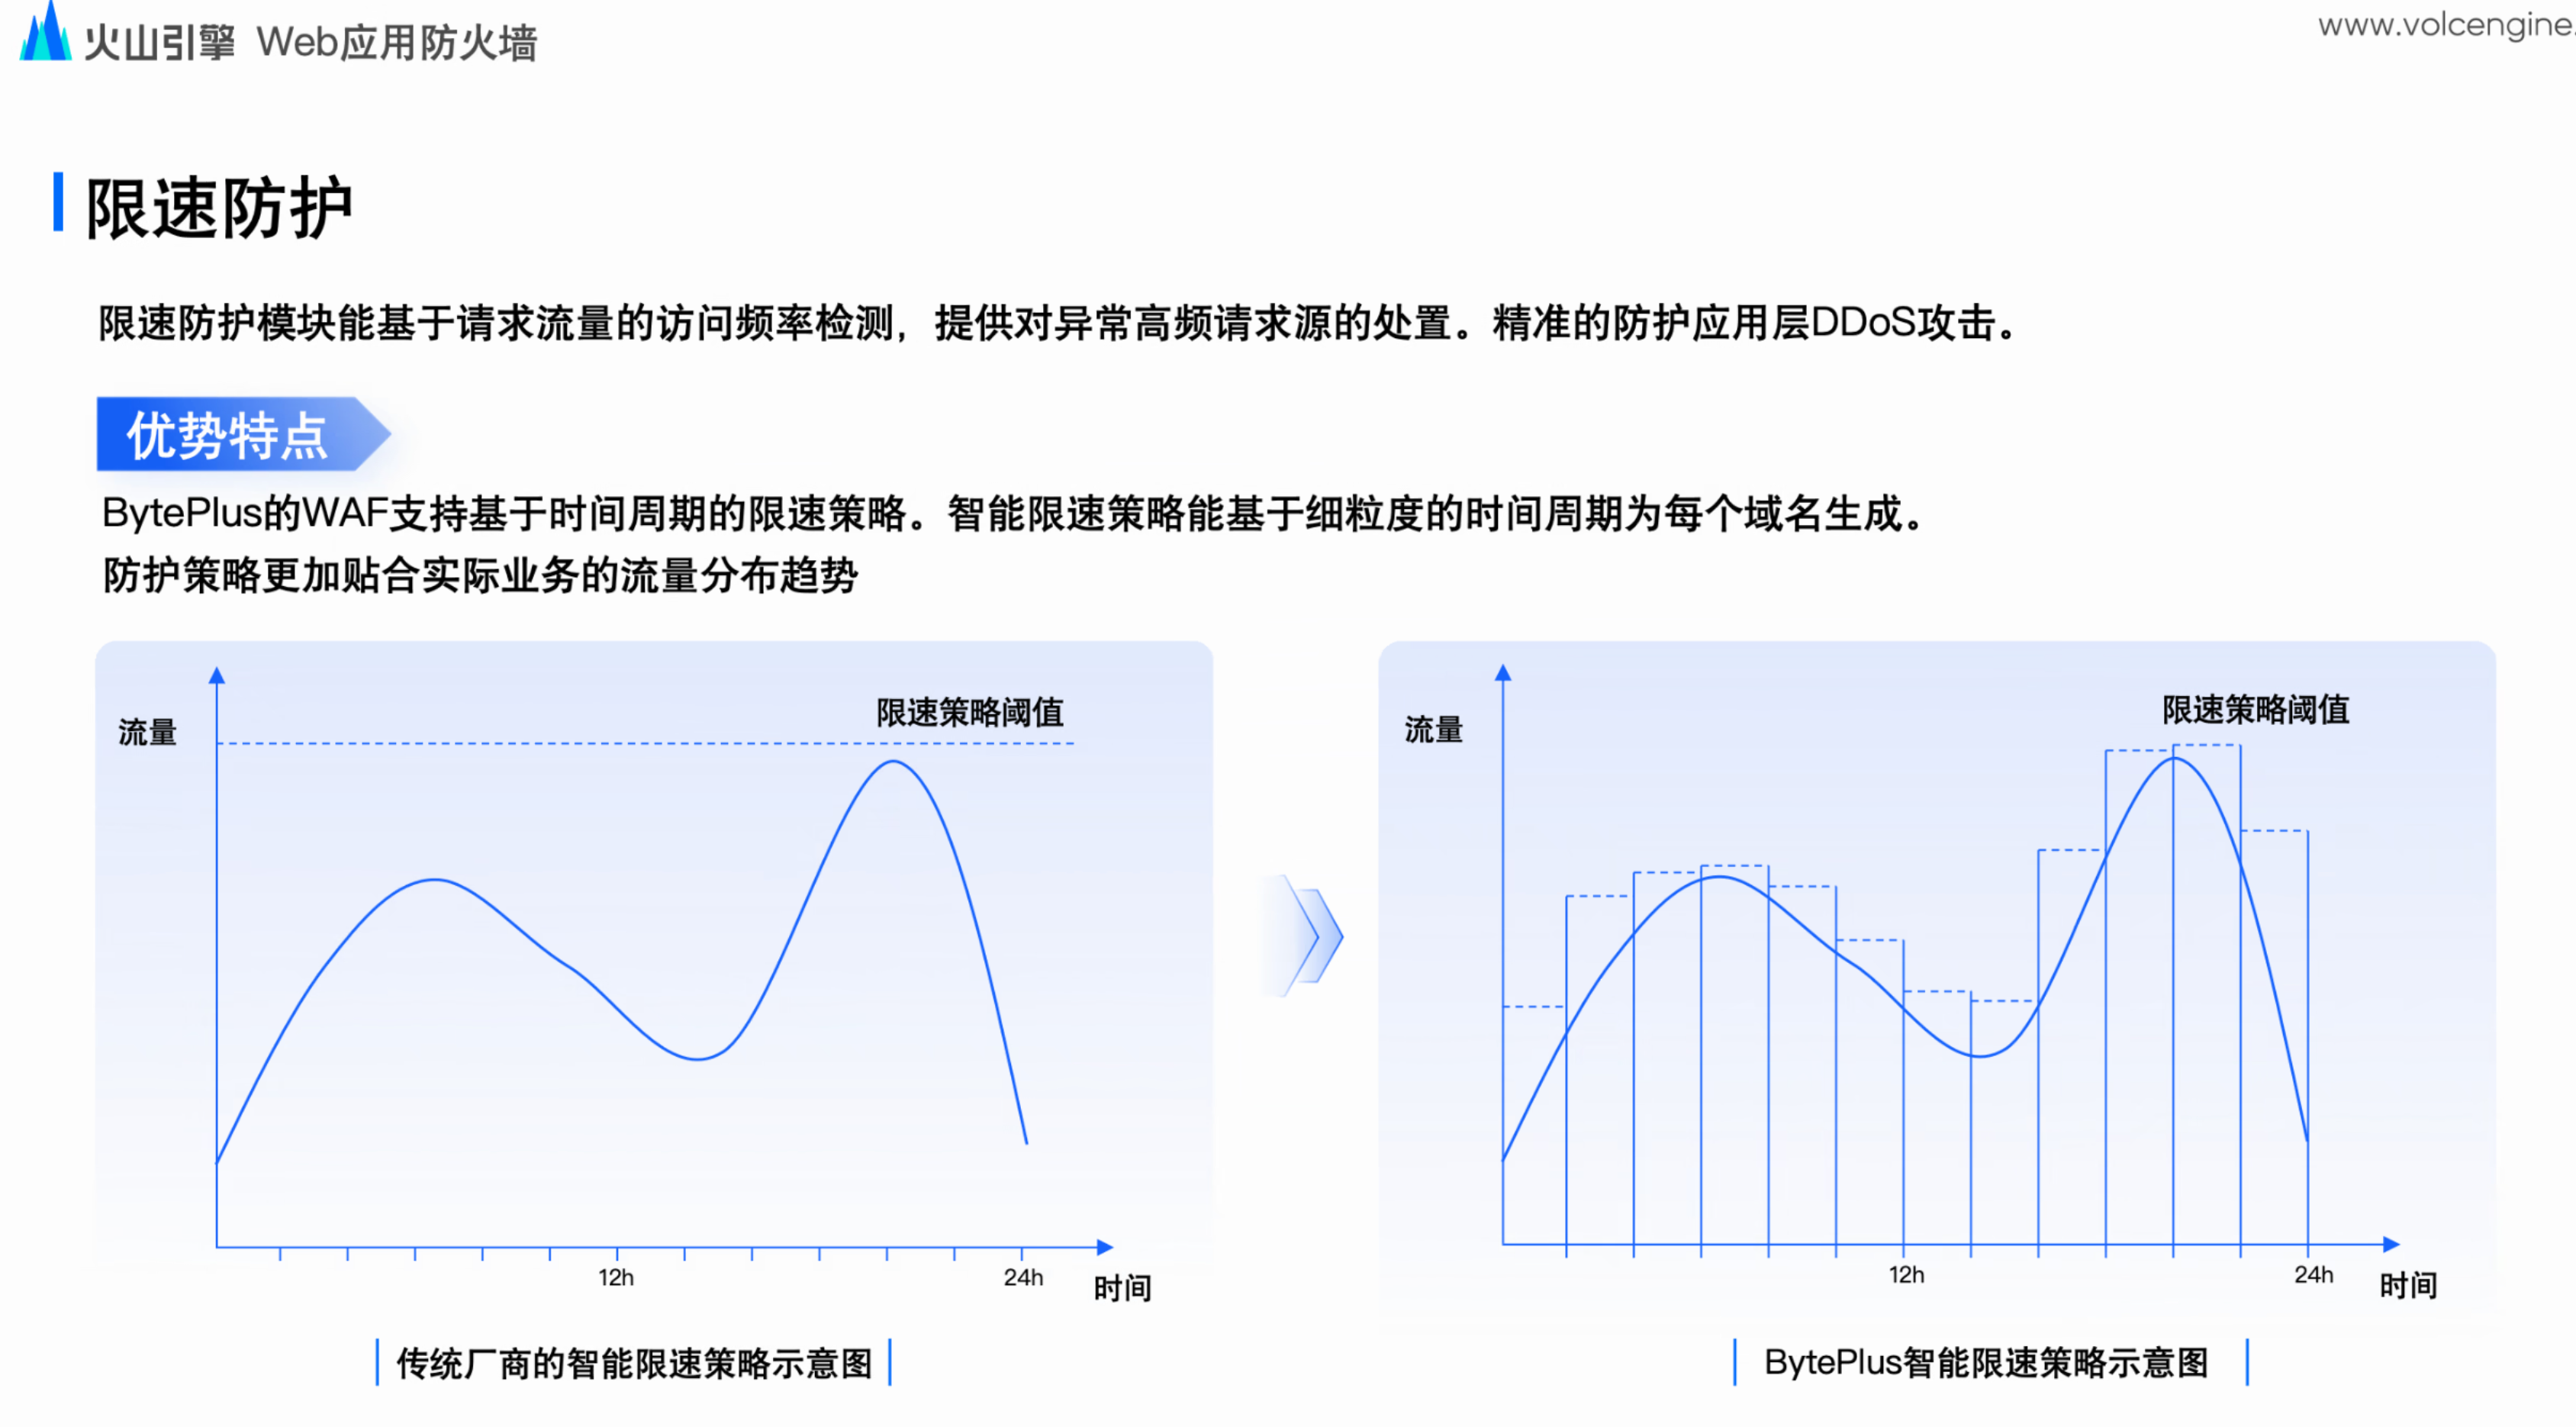 火山引擎 Web应用防火墙
www.volcengine.
限速防护
限速防护模块能基于请求流量的访问频率检测，提供对异常高频请求源的处置。精准的防护应用层DDoS攻击。
优势特点
BytePlus的WAF支持基于时间周期的限速策略。智能限速策略能基于细粒度的时间周期为每个域名生成。
防护策略更加贴合实际业务的流量分布趋势
流量
限速策略阈值
12h
24h
时间
传统厂商的智能限速策略示意图
流量
限速策略阈值
12h
24h
时间
BytePlus智能限速策略示意图